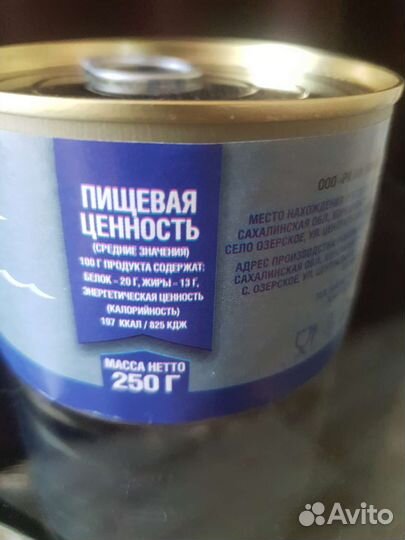 ПИЩЕВАЯ
ЦЕННОСТЬ
(СРЕДНИЕ ЗНАЧЕНИЯ)
100 Г ПРОДУКТА СОДЕРЖАТ:
БЕЛОК – 20 Г, ЖИРЫ – 13 Г.
ЭНЕРГЕТИЧЕСКАЯ ЦЕННОСТЬ
(КАЛОРИЙНОСТЬ)
197 ККАЛ / 825 КДЖ
МАССА НЕТТО
250 Г
ООО
МЕСТО НАХОЖДЕНИЯ
САХАЛИНСКАЯ ОБЛ.
СЕЛО ОЗЕРСКОЕ, УЛ.
АДРЕС ПРОИЗВОДСТВА
САХАЛИНСКАЯ ОБЛ.
С. ОЗЕРСКОЕ, УЛ.
Avito